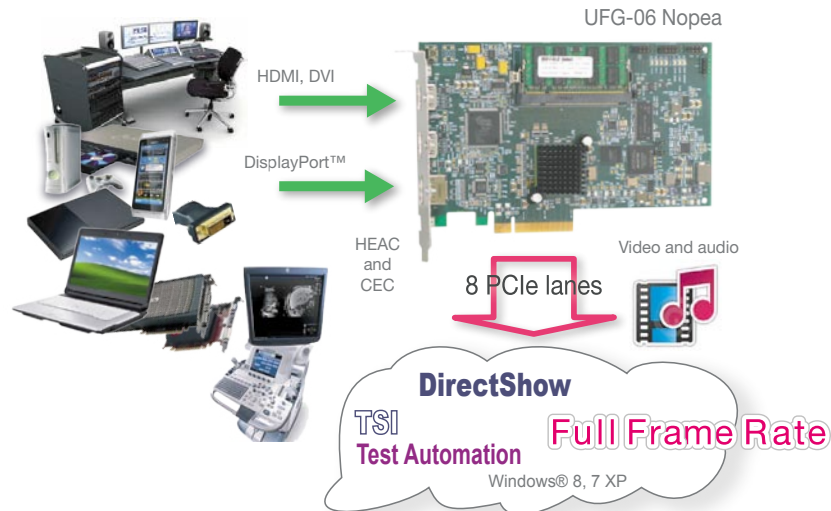 UFG-06 Nopea
HDMI, DVI
DisplayPort™
HEAC
and
CEC
Video and audio
8 PCIe lanes
DirectShow
TSI
Full Frame Rate
Test Automation
Windows® 8, 7 XP